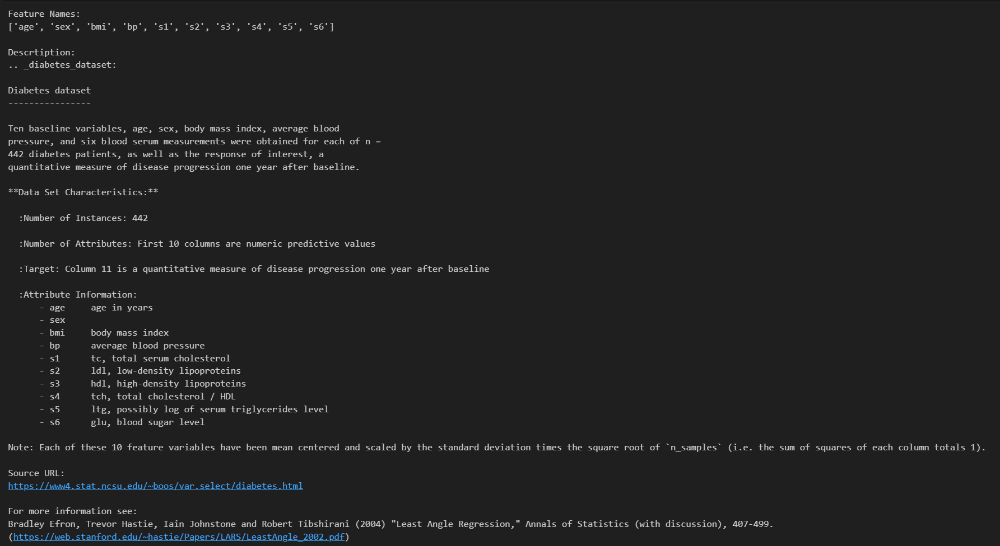 Feature Names:
['age', 'sex', 'bmi', 'bp', 's1', 's2', 's3', 's4', 's5', 's6']
Descrtiption:
.. _diabetes_dataset:
Diabetes dataset
----------------
Ten baseline variables, age, sex, body mass index, average blood
pressure, and six blood serum measurements were obtained for each of n =
442 diabetes patients, as well as the response of interest, a
quantitative measure of disease progression one year after baseline.
**Data Set Characteristics:**
:Number of Instances: 442
:Number of Attributes: First 10 columns are numeric predictive values
:Target: Column 11 is a quantitative measure of disease progression one year after baseline
:Attribute Information:
- age     age in years
- sex
- bmi     body mass index
- bp      average blood pressure
- s1      tc, total serum cholesterol
- s2      ldl, low-density lipoproteins
- s3      hdl, high-density lipoproteins
- s4      tch, total cholesterol / HDL
- s5      ltg, possibly log of serum triglycerides level
- s6      glu, blood sugar level
Note: Each of these 10 feature variables have been mean centered and scaled by the standard deviation times the square root of `n_samples` (i.e. the sum of squares of each column totals 1).
Source URL:
https://www4.stat.ncsu.edu/~boos/var.select/diabetes.html
For more information see:
Bradley Efron, Trevor Hastie, Iain Johnstone and Robert Tibshirani (2004) "Least Angle Regression," Annals of Statistics (with discussion), 407-499.
(https://web.stanford.edu/~hastie/Papers/LARS/LeastAngle_2002.pdf)